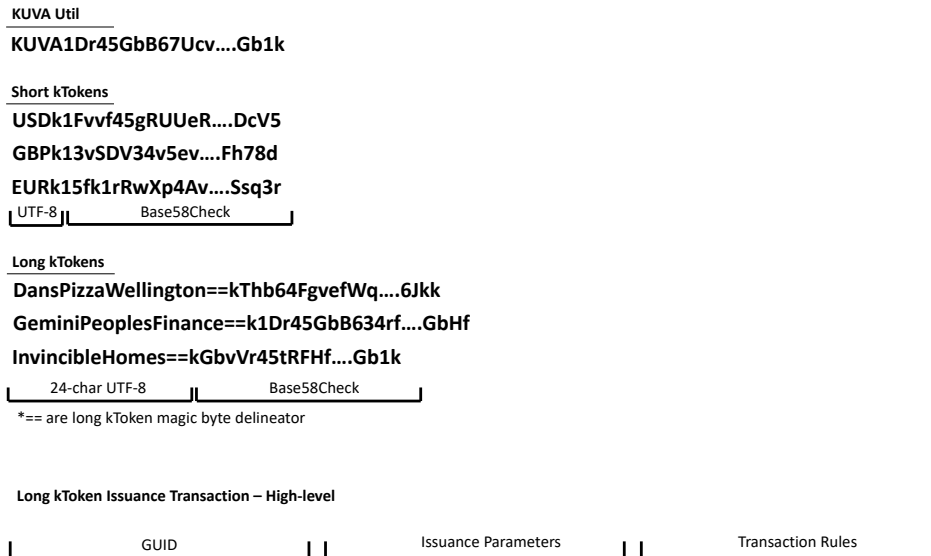 KUVA Util
KUVA1Dr45GbB67Ucv….Gb1k
Short kTokens
USDk1Fvvf45gRUUeR….DcV5
GBPk13vSDV34v5ev….Fh78d
EURk15fk1rRwXp4Av….Ssq3r
UTF-8 Base58Check
Long kTokens
DansPizzaWellington==kThb64FgvefWq….6Jkk
GeminiPeoplesFinance==k1Dr45GbB634rf….GbHf
InvincibleHomes==kGbvVr45tRFHf….Gb1k
24-char UTF-8 Base58Check
*== are long kToken magic byte delineator
Long kToken Issuance Transaction – High-level
GUID Issuance Parameters Transaction Rules